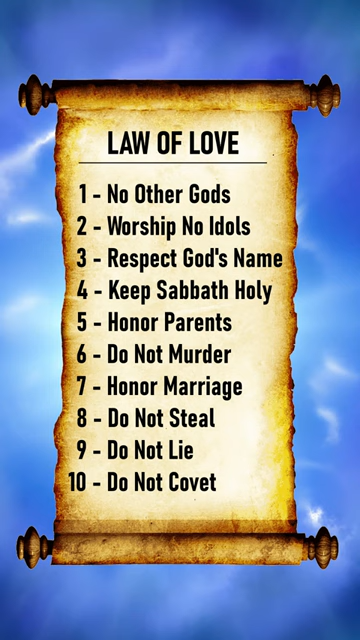 LAW OF LOVE
1 - No Other Gods
2 - Worship No Idols
3 - Respect God's Name
4 - Keep Sabbath Holy
5 - Honor Parents
6 - Do Not Murder
7 - Honor Marriage
8 - Do Not Steal
9 - Do Not Lie
10 - Do Not Covet